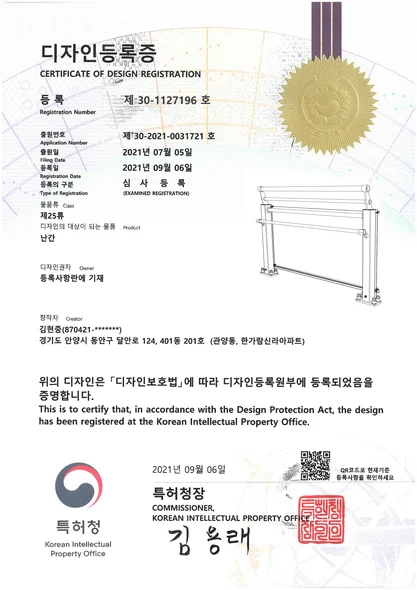 디자인등록증
CERTIFICATE OF DESIGN REGISTRATION
등 록 제 30-1127196 호
Registration Number
출원번호 제 30-2021-0031721 호
Application Number
출원일 2021년 07월 05일
Filing Date
등록일 2021년 09월 06일
Registration Date
등록의 구분 심 사 등 록
Type of Registration (EXAMINED REGISTRATION)
물품류 Class
제25류
디자인의 대상이 되는 물품 Product
난간
디자인권자 Owner
등록사항란에 기재
창작자 Creator
김현중(870421-*******)
경기도 안양시 동안구 달안로 124, 401동 201호 (관양동, 한가람신라아파트)
위의 디자인은 「디자인보호법」에 따라 디자인등록원부에 등록되었음을
증명합니다.
This is to certify that, in accordance with the Design Protection Act, the design
has been registered at the Korean Intellectual Property Office.
2021년 09월 06일
QR코드로 현재기준
등록사항을 확인하세요
특허청장
COMMISSIONER,
KOREAN INTELLECTUAL PROPERTY OFFICE
김용래
특허청
Korean Intellectual
Property Office